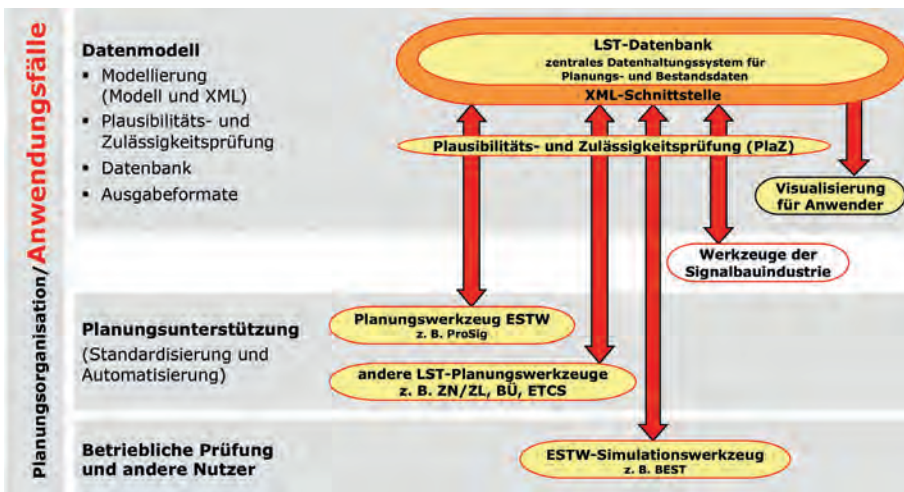 Planungsorganisation/Anwendungsfälle
Datenmodell
▪ Modellierung
(Modell und XML)
▪ Plausibilitäts- und
Zulässigkeitsprüfung
▪ Datenbank
▪ Ausgabeformate
LST-Datenbank
zentrales Datenhaltungssystem für
Planungs- und Bestandsdaten
XML-Schnittstelle
Plausibilitäts- und Zulässigkeitsprüfung (PlaZ)
Visualisierung
für Anwender
Werkzeuge der
Signalbauindustrie
Planungsunterstützung
(Standardisierung und
Automatisierung)
Planungswerkzeug ESTW
z. B. ProSig
andere LST-Planungswerkzeuge
z. B. ZN/ZL, BÜ, ETCS
Betriebliche Prüfung
und andere Nutzer
ESTW-Simulationswerkzeug
z. B. BEST